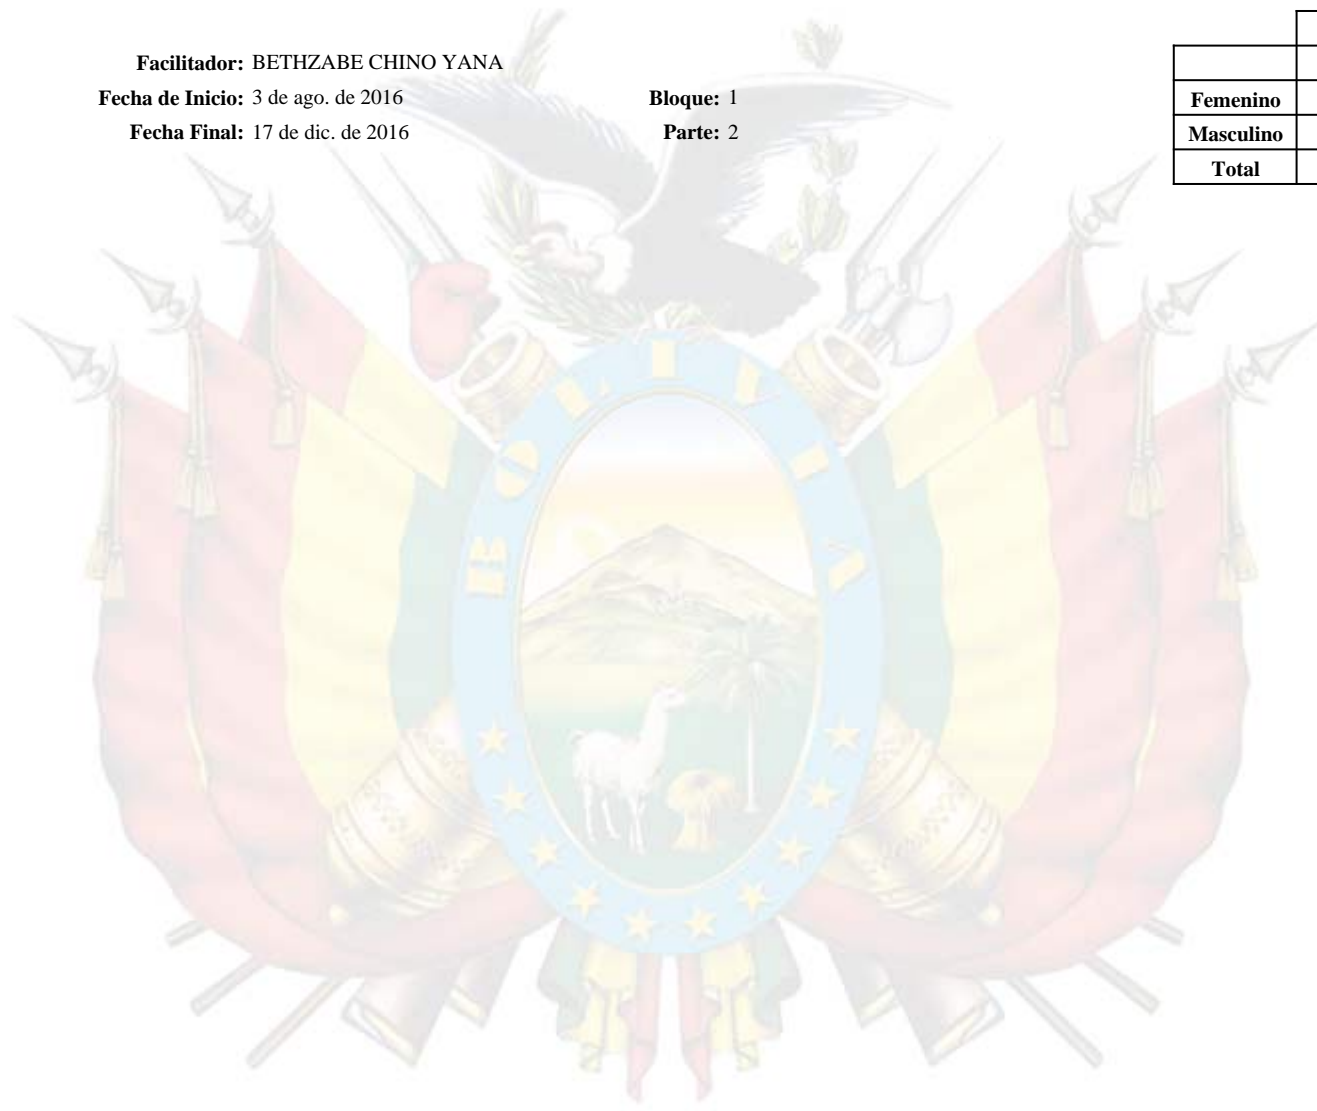 Facilitador: BETHZABE CHINO YANA
Fecha de Inicio: 3 de ago. de 2016
Bloque: 1
Fecha Final: 17 de dic. de 2016
Parte: 2
Femenino
Masculino
Total
BOLIVIA